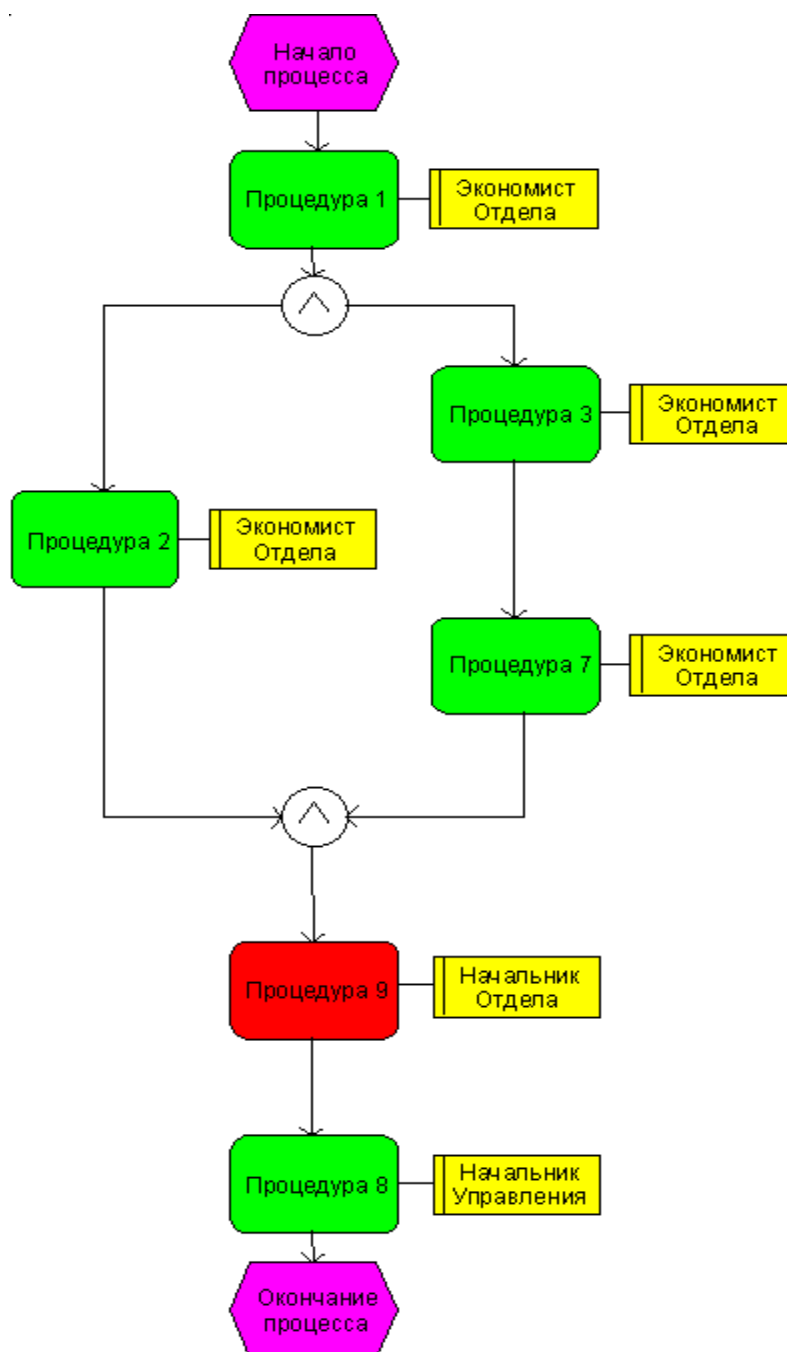 Начало
процесса
Процедура 1
Экономист
Отдела
Процедура 3
Экономист
Отдела
Процедура 2
Экономист
Отдела
Процедура 7
Экономист
Отдела
Процедура 9
Начальник
Отдела
Процедура 8
Начальник
Управления
Окончание
процесса